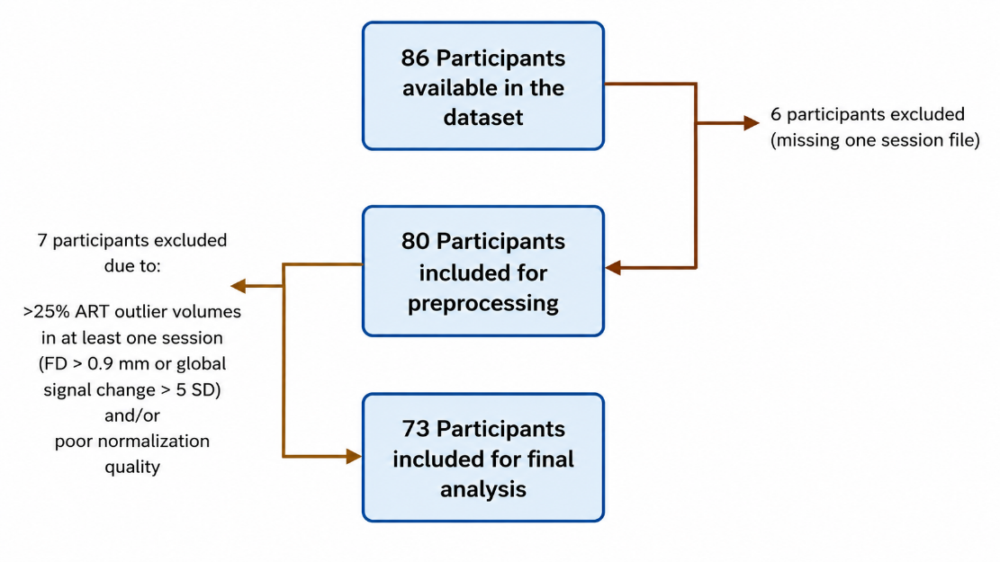 86 Participants
available in the
dataset
6 participants excluded
(missing one session file)
80 Participants
included for
preprocessing
7 participants excluded
due to:
>25% ART outlier volumes
in at least one session
(FD > 0.9 mm or global
signal change > 5 SD)
and/or
poor normalization
quality
73 Participants
included for final
analysis